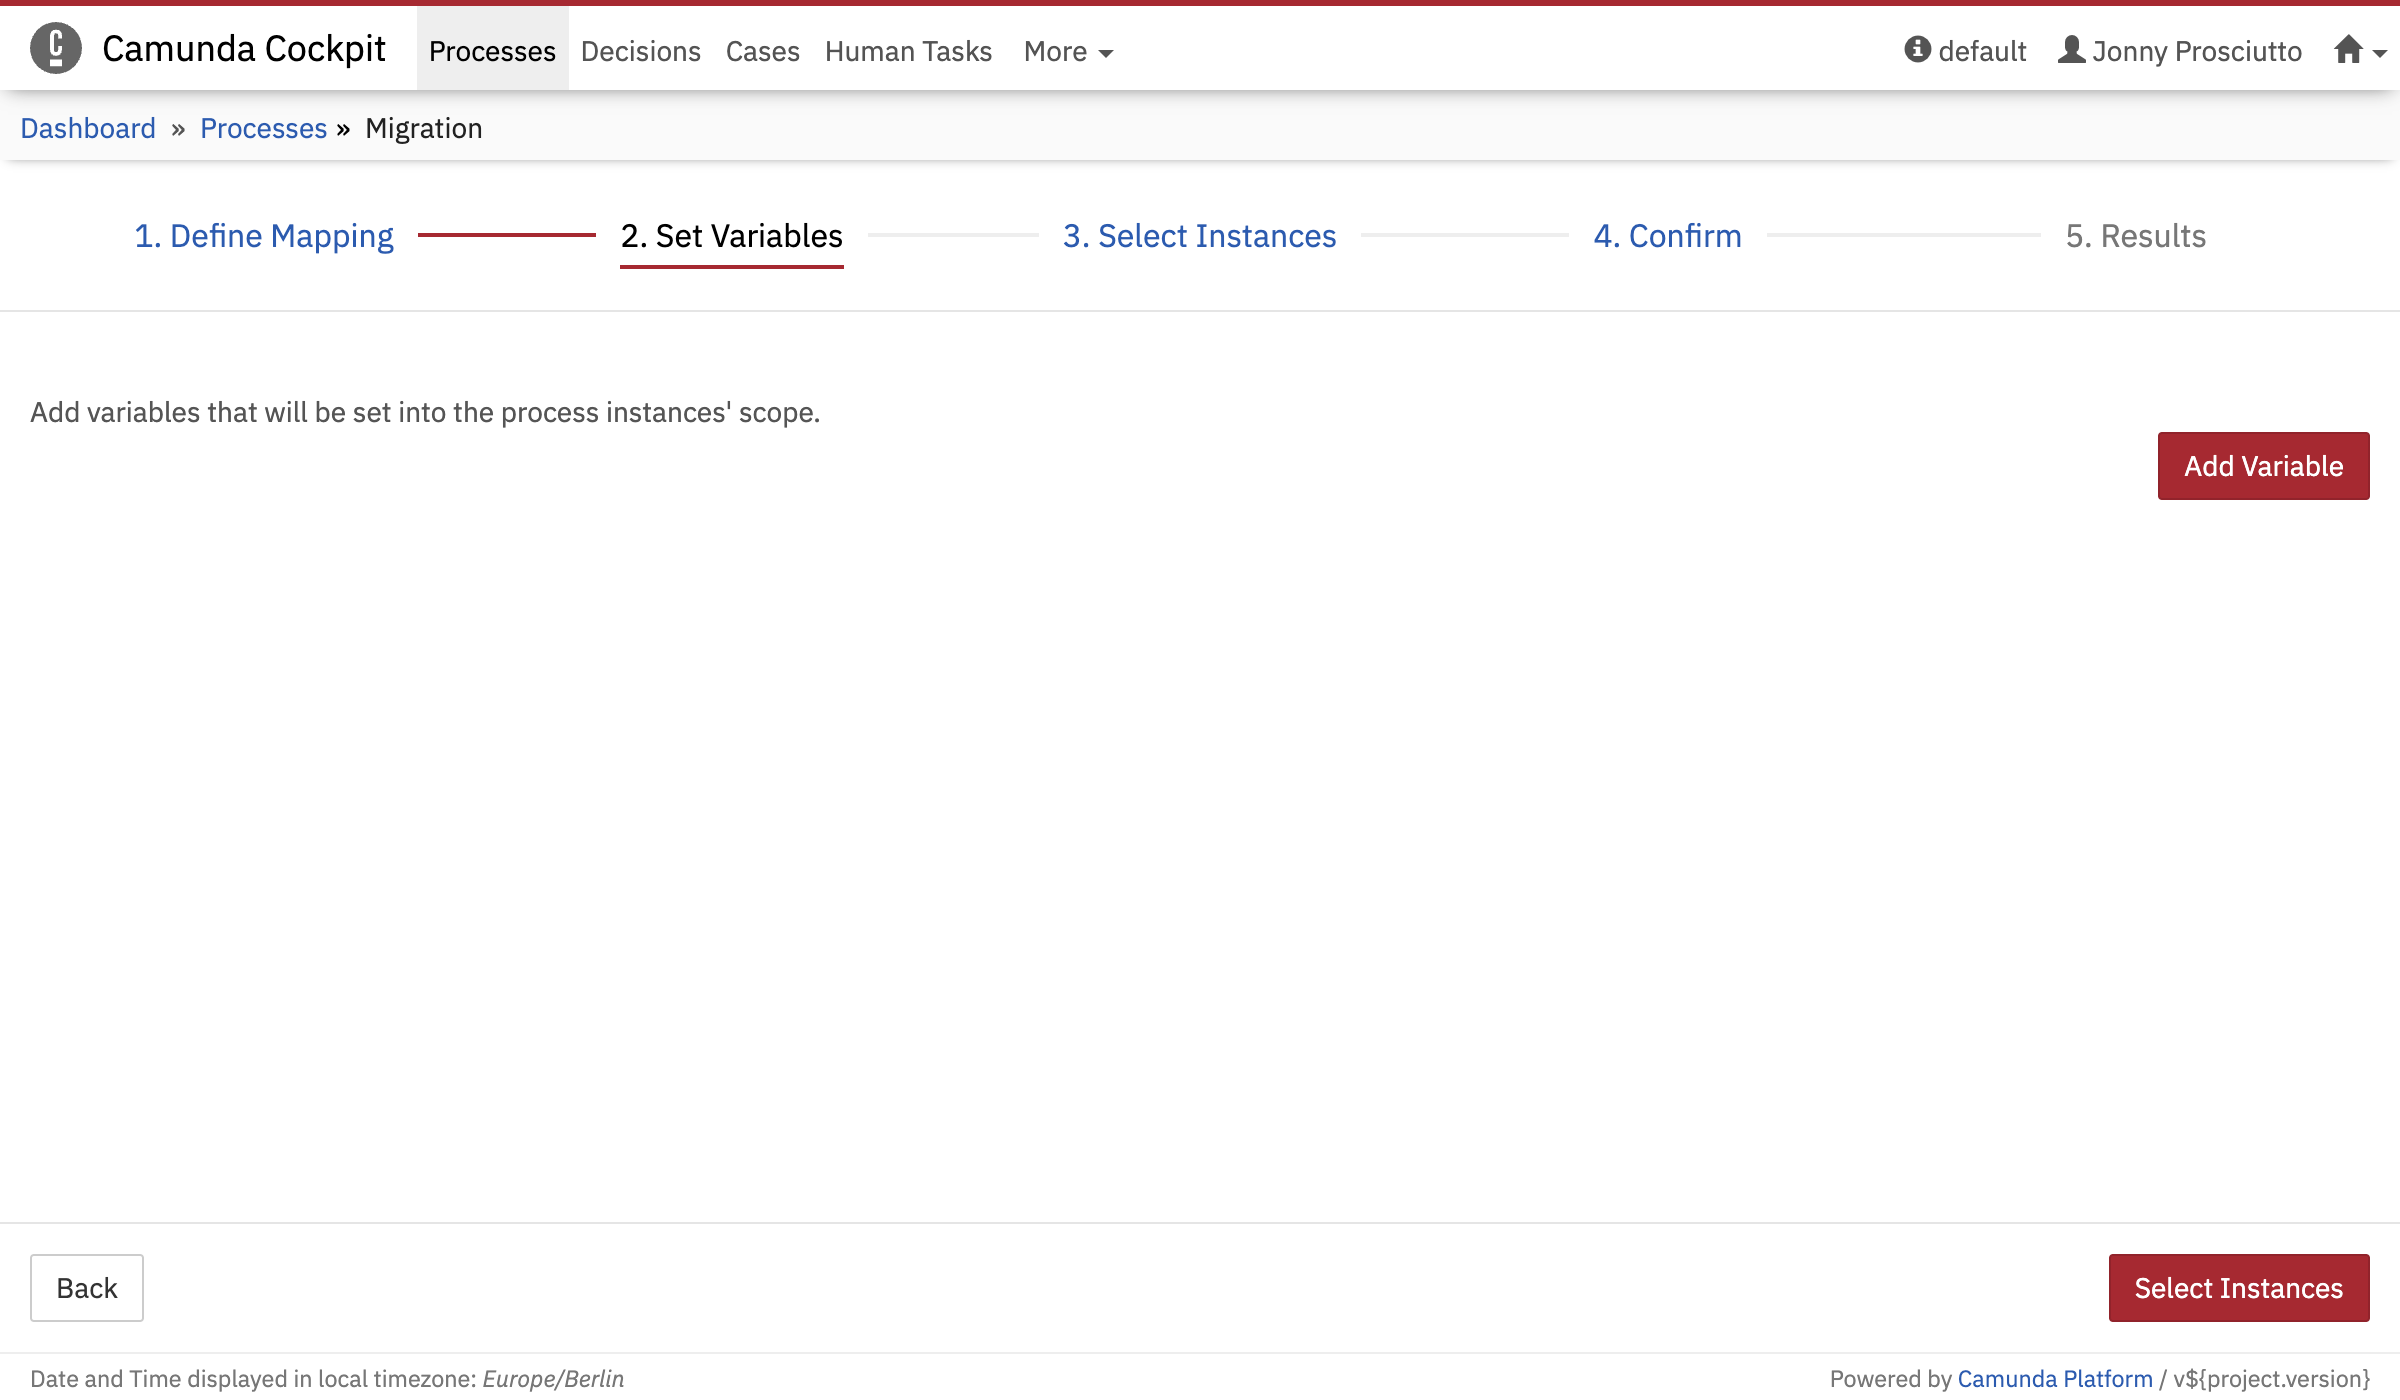 Camunda Cockpit Processes Decisions Cases Human Tasks More default Jonny Prosciutto
Dashboard » Processes » Migration
1. Define Mapping 2. Set Variables 3. Select Instances 4. Confirm 5. Results
Add variables that will be set into the process instances' scope.
Add Variable
Back Select Instances
Date and Time displayed in local timezone: Europe/Berlin Powered by Camunda Platform / v${project.version}